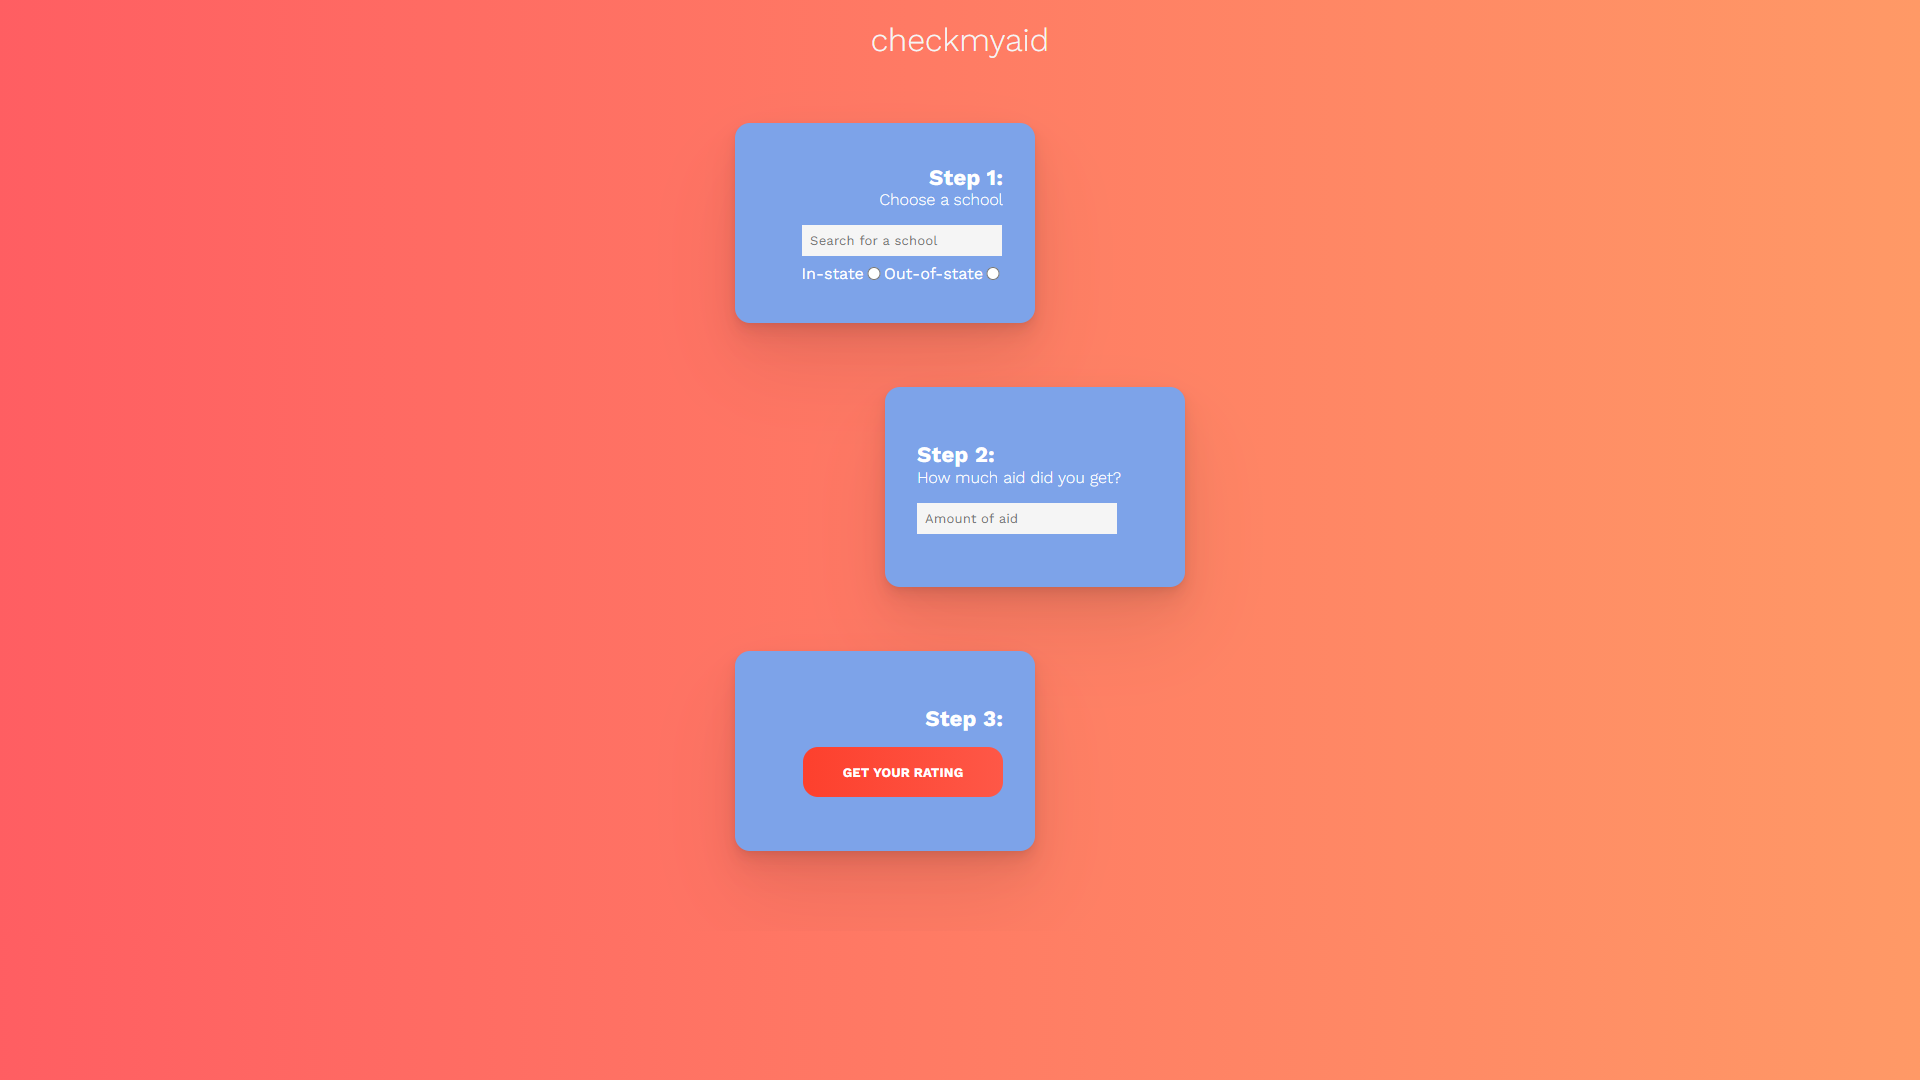 checkmyaid
Step 1:
Choose a school
Search for a school
In-state Out-of-state
Step 2:
How much aid did you get?
Amount of aid
Step 3:
GET YOUR RATING